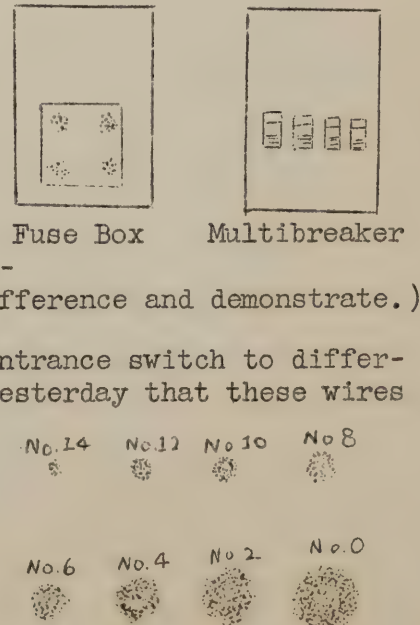 Fuse Box Multibreaker
-
fference and demonstrate.)
ntrance switch to differ-
esterday that these wires
No.14 No.12 No 10 No 8
No.6 No.4 No 2 No.0